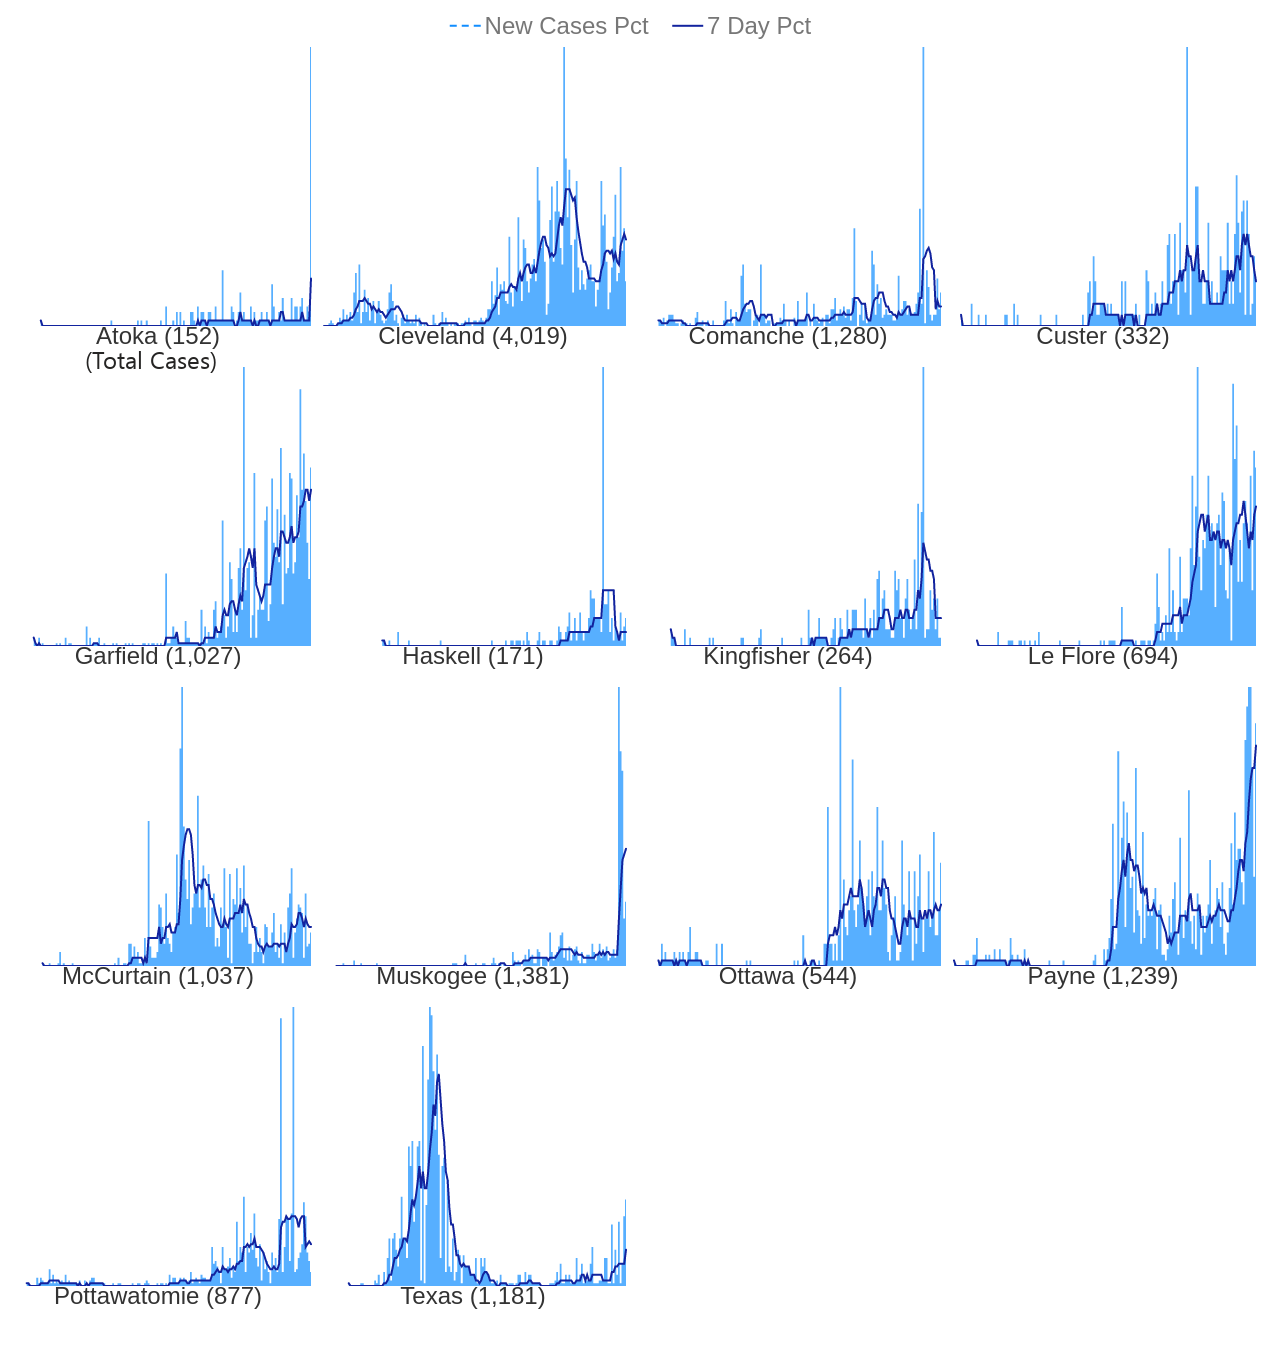 New Cases Pct 7 Day Pct
Atoka (152)
(Total Cases)
Cleveland (4,019)
Comanche (1,280)
Custer (332)
Garfield (1,027)
Haskell (171)
Kingfisher (264)
Le Flore (694)
McCurtain (1,037)
Muskogee (1,381)
Ottawa (544)
Payne (1,239)
Pottawatomie (877)
Texas (1,181)